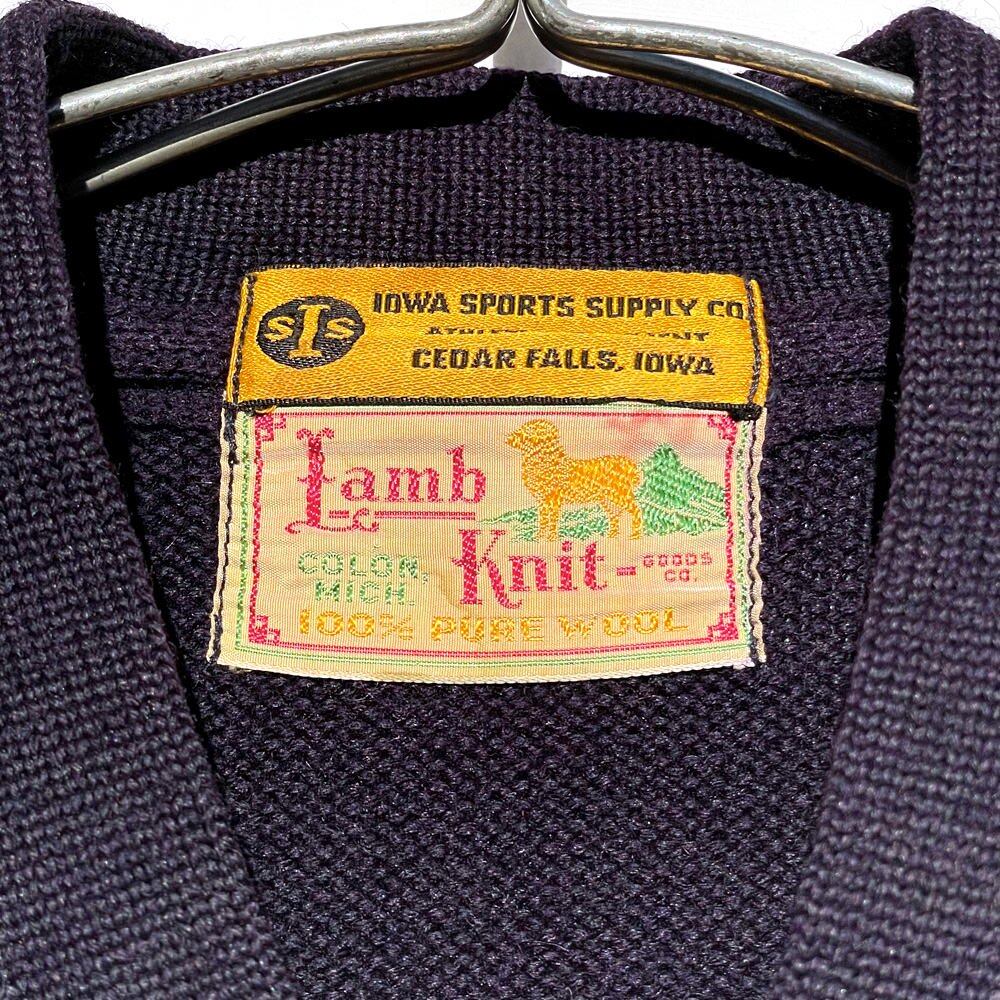 SIS
IOWA SPORTS SUPPLY CO
CEDAR FALLS, IOWA
Lamb
Knit- GOODS CO.
COLON, MICH.
100% PURE WOOL